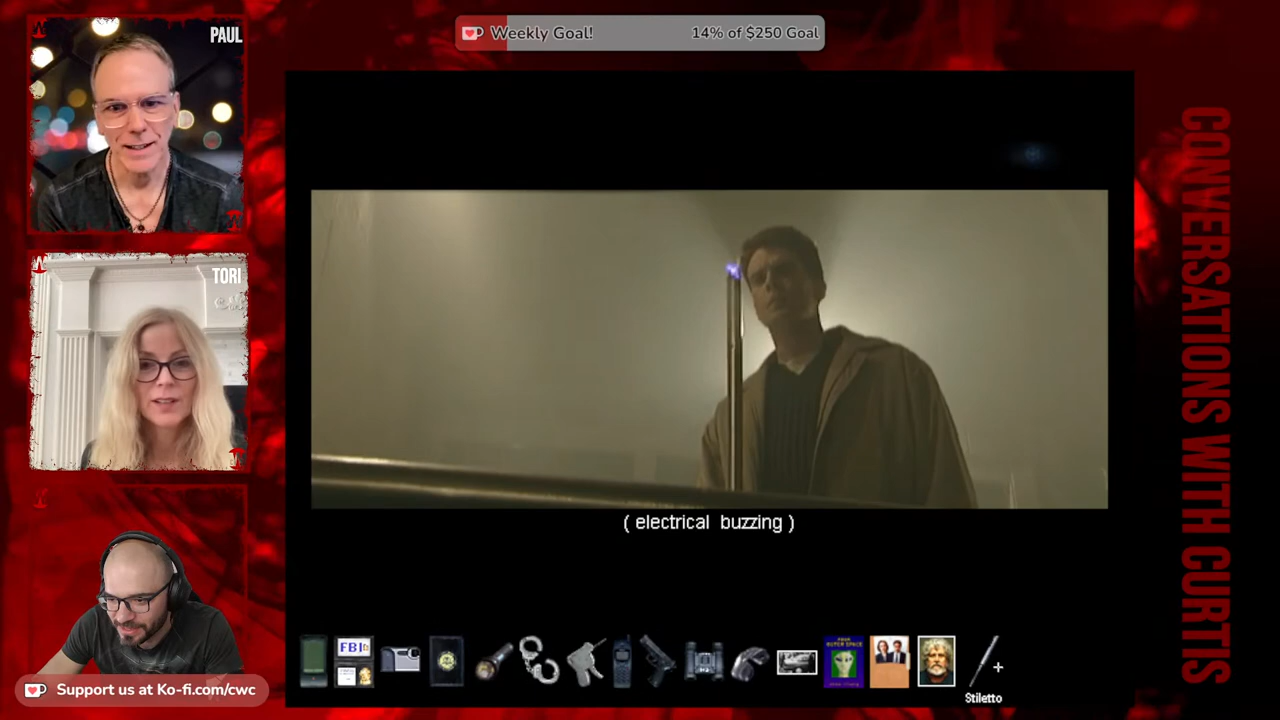 PAUL
Weekly Goal!
14% of $250 Goal
TORI
CONVERSATIONS WITH CURTIS
( electrical buzzing )
FBI
Stiletto
Support us at Ko-fi.com/cwc